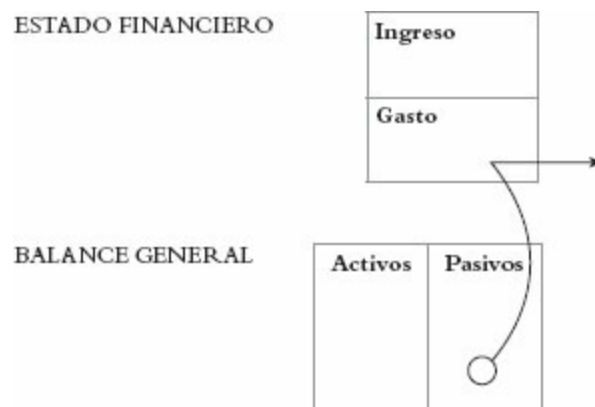 ESTADO FINANCIERO
Ingreso
Gasto
BALANCE GENERAL
Activos
Pasivos